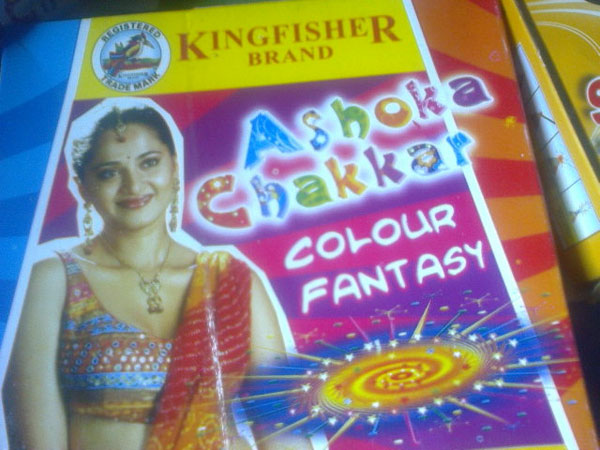 REGISTERED
TRADE MARK
KINGFISHER
BRAND
Ashoka
Chakkar
COLOUR
FANTASY